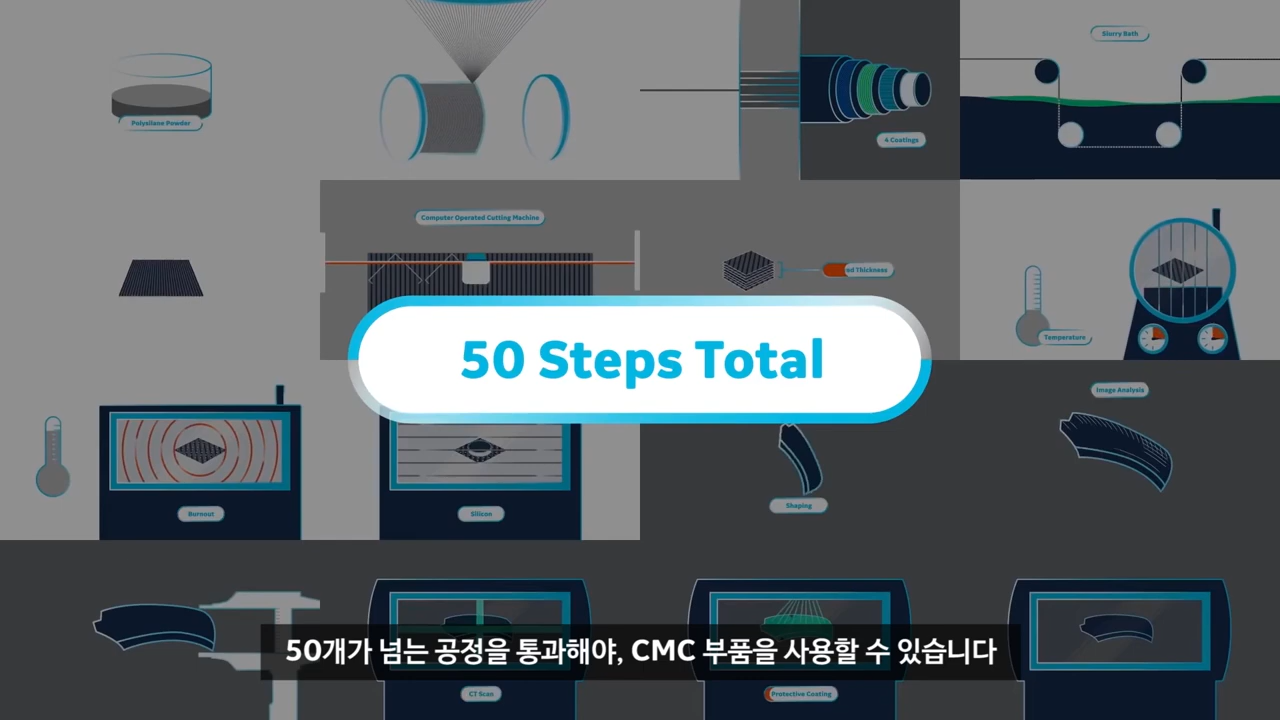 Slurry Bath
Polysilane Powder
4 Coatings
Computer Operated Cutting Machine
ed Thickness
Temperature
50 Steps Total
Image Analysis
Burnout
Silicon
Shaping
50개가 넘는 공정을 통과해야, CMC 부품을 사용할 수 있습니다
CT Scan
Protective Coating